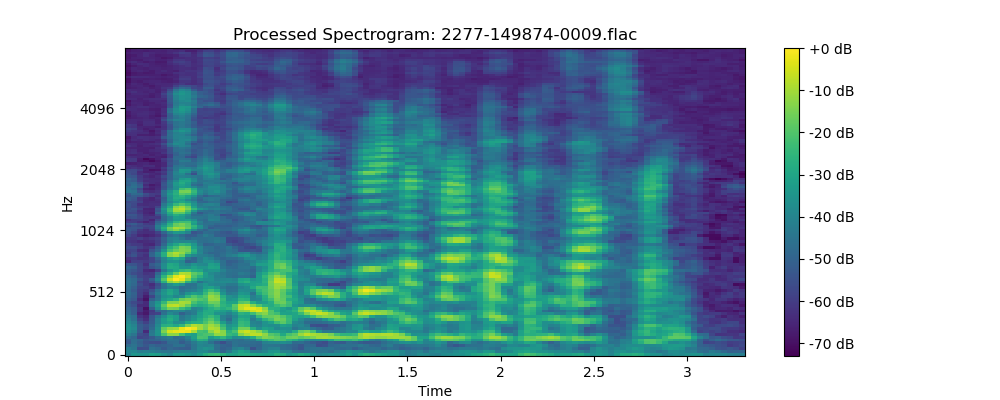 Processed Spectrogram: 2277-149874-0009.flac
+0 dB
-10 dB
-20 dB
-30 dB
-40 dB
-50 dB
-60 dB
-70 dB
4096
2048
1024
512
0
Hz
0 0.5 1 1.5 2 2.5 3
Time